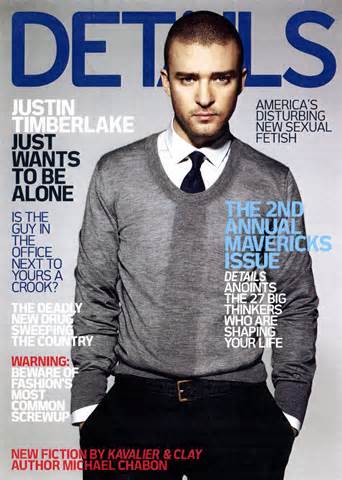 DETAILS
JUSTIN
TIMBERLAKE
JUST
WANTS
TO BE
ALONE
IS THE
GUY IN
THE
OFFICE
NEXT TO
YOURS A
CROOK?
THE DEADLY
NEW DRUG
SWEEPING
THE COUNTRY
WARNING:
BEWARE OF
FASHION'S
MOST
COMMON
SCREWUP
AMERICA'S
DISTURBING
NEW SEXUAL
FETISH
THE 2ND
ANNUAL
MAVERICKS
ISSUE
DETAILS
ANOINTS
THE 27 BIG
THINKERS
WHO ARE
SHAPING
YOUR LIFE
NEW FICTION BY KAVALIER & CLAY
AUTHOR MICHAEL CHABON